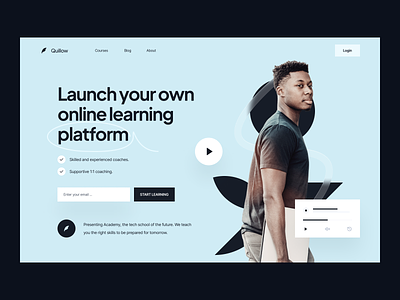 Quillow
Courses
Blog
About
Login
Launch your own
online learning
platform
Skilled and experienced coaches.
Supportive 1:1 coaching
Enter your email ...
START LEARNING
Presenting Academy, the tech school of the future. We teach
you the right skills to be prepared for tomorrow.